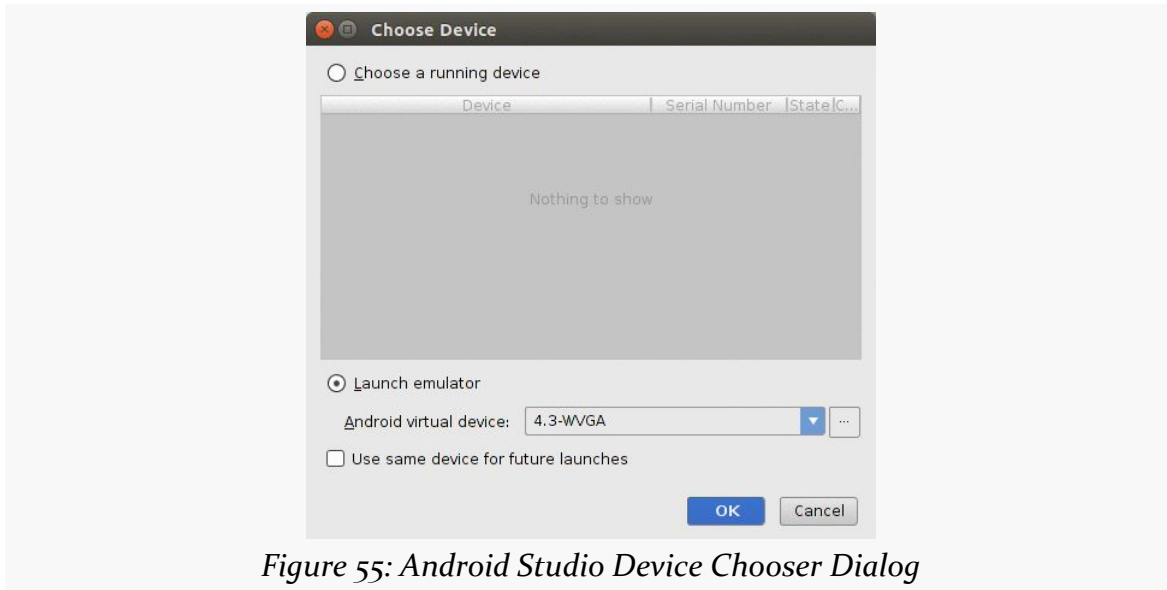 Choose Device
Choose a running device
Device Serial Number State C...
Nothing to show
Launch emulator
Android virtual device: 4.3-WVGA ...
Use same device for future launches
OK Cancel
Figure 55: Android Studio Device Chooser Dialog